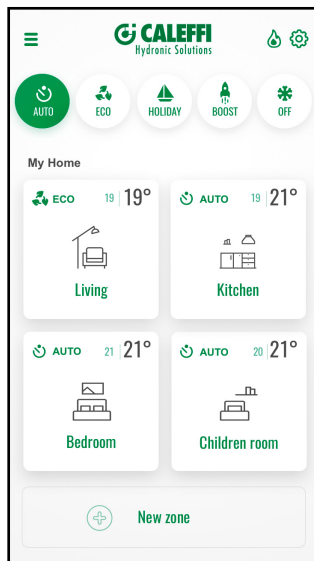 CALEFFI
Hydronic Solutions
AUTO
ECO
HOLIDAY
BOOST
OFF
My Home
ECO 19 19°
AUTO 19 21°
Living
Kitchen
AUTO 21 21°
AUTO 20 21°
Bedroom
Children room
New zone